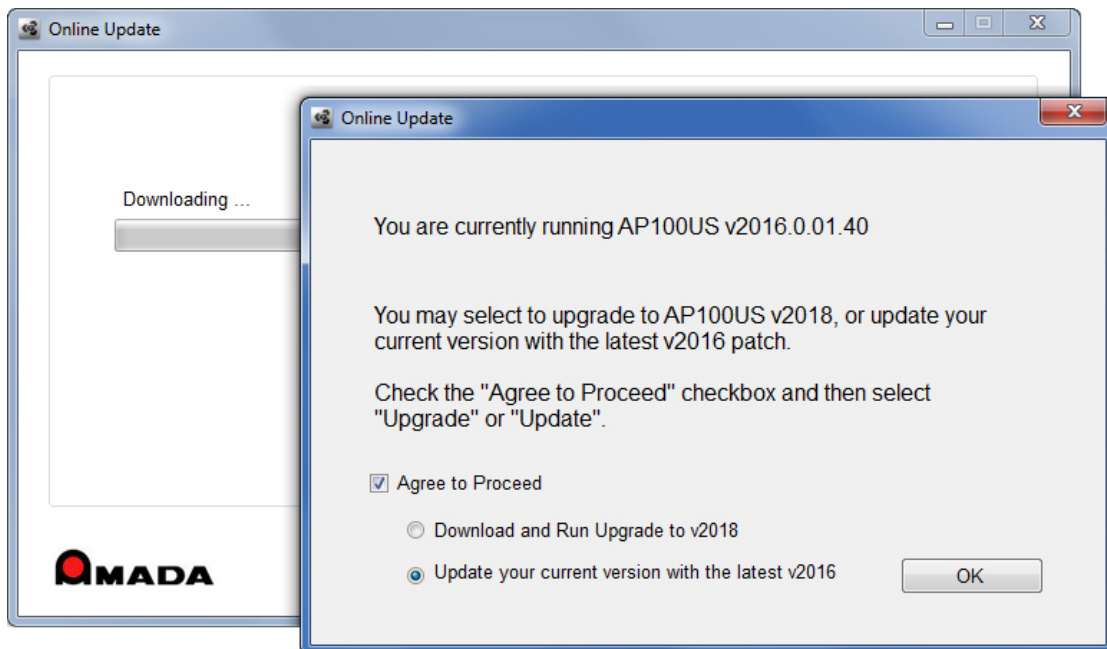 Online Update
Online Update
Downloading ...
You are currently running AP100US v2016.0.01.40
You may select to upgrade to AP100US v2018, or update your
current version with the latest v2016 patch.
Check the "Agree to Proceed" checkbox and then select
"Upgrade" or "Update".
Agree to Proceed
Download and Run Upgrade to v2018
Update your current version with the latest v2016
OK
AMADA